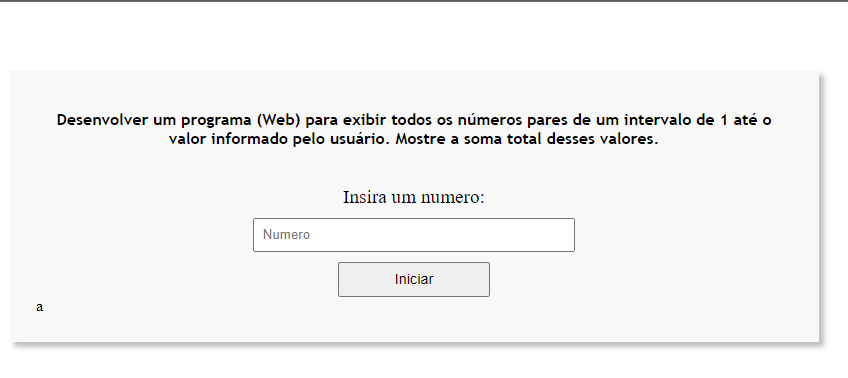 Desenvolver um programa (Web) para exibir todos os números pares de um intervalo de 1 até o
valor informado pelo usuário. Mostre a soma total desses valores.
Insira um numero:
Numero
Iniciar
a